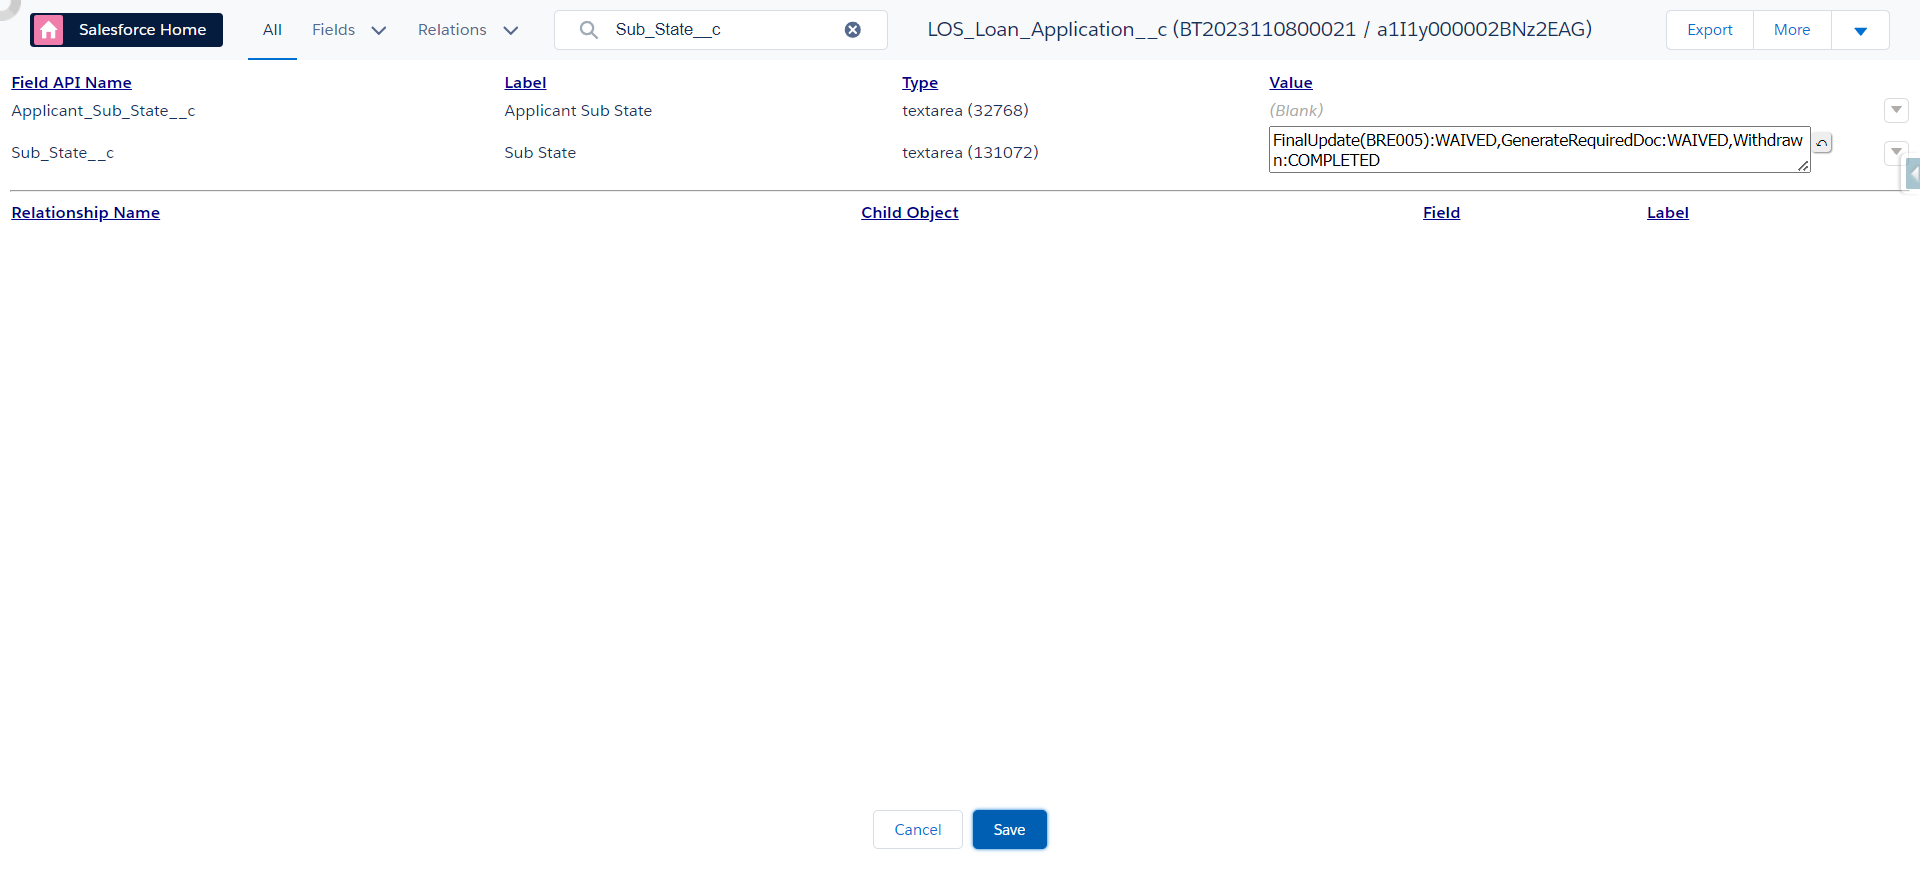 Salesforce Home
All
Fields
Relations
Sub_State__c
LOS_Loan_Application__c (BT2023110800021 / a1I1y000002BNz2EAG)
Export
More
Field API Name
Label
Type
Value
Applicant_Sub_State__c
Applicant Sub State
textarea (32768)
(Blank)
Sub_State__c
Sub State
textarea (131072)
FinalUpdate(BRE005):WAIVED,GenerateRequiredDoc:WAIVED,Withdraw
n:COMPLETED
Relationship Name
Child Object
Field
Label
Cancel
Save